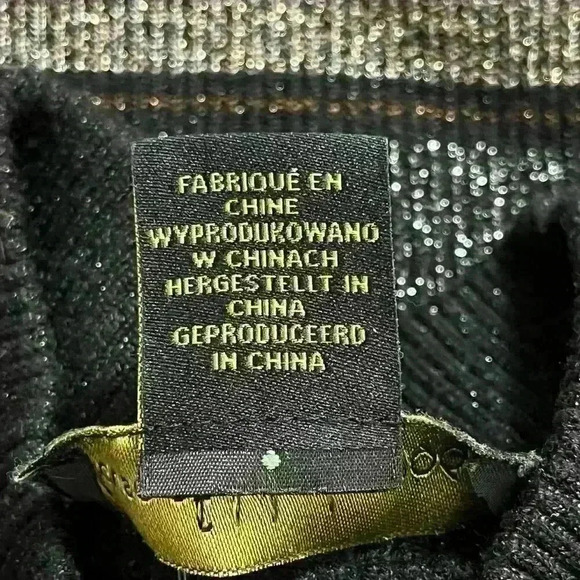 FABRIQUÉ EN
CHINE
WYPRODUKOWANO
W CHINACH
HERGESTELLT IN
CHINA
GEPRODUCEERD
IN CHINA